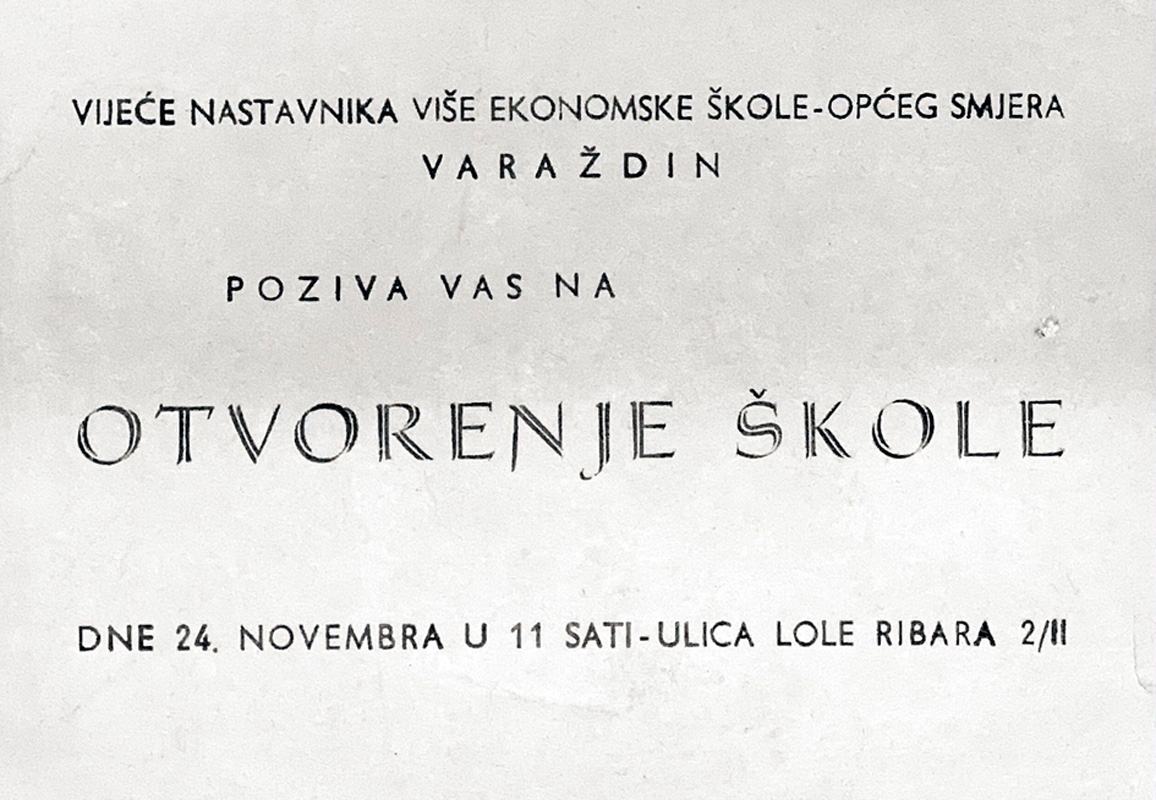 VIJEĆE NASTAVNIKA VIŠE EKONOMSKE ŠKOLE-OPĆEG SMJERA
VARAŽDIN
POZIVA VAS NA
OTVORENJE ŠKOLE
DNE 24. NOVEMBRA U 11 SATI-ULICA LOLE RIBARA 2/II